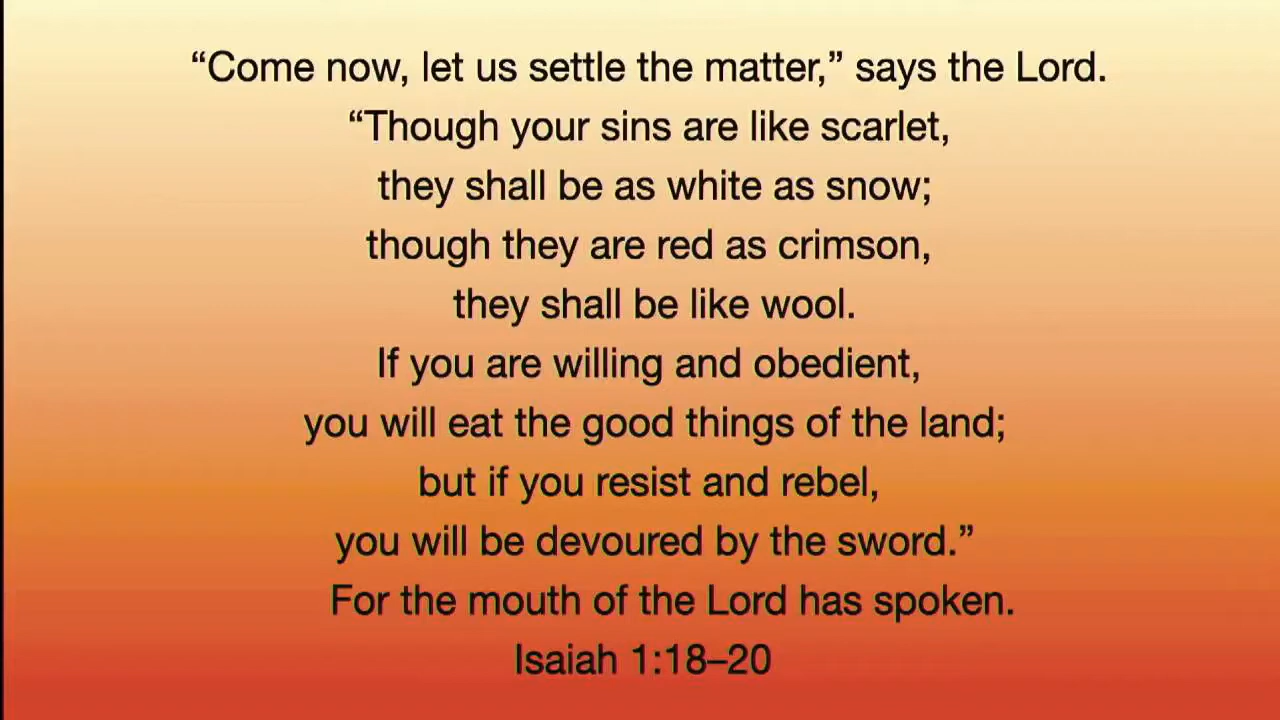 “Come now, let us settle the matter,” says the Lord.
“Though your sins are like scarlet,
they shall be as white as snow;
though they are red as crimson,
they shall be like wool.
If you are willing and obedient,
you will eat the good things of the land;
but if you resist and rebel,
you will be devoured by the sword.”
For the mouth of the Lord has spoken.
Isaiah 1:18–20